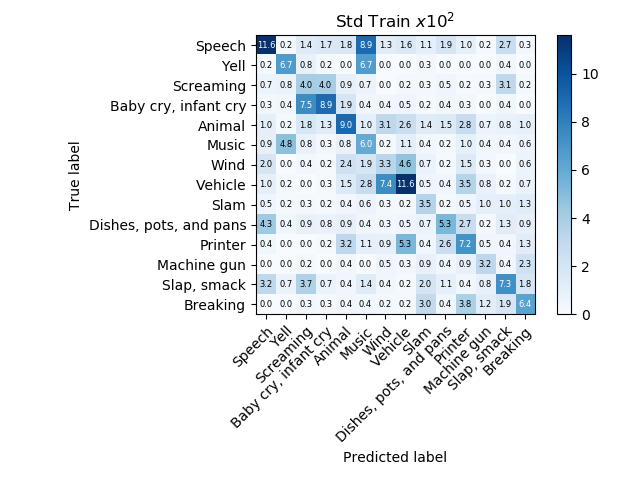 Std Train x10²
Speech 11.6 0.2 1.4 1.7 1.8 8.9 1.3 1.6 1.1 1.9 1.0 0.2 2.7 0.3
Yell 0.2 6.7 0.8 0.2 0.0 6.7 0.0 0.0 0.3 0.0 0.0 0.0 0.4 0.0
Screaming 0.7 0.8 4.0 4.0 0.9 0.7 0.0 0.2 0.3 0.5 0.2 0.3 3.1 0.2
Baby cry, infant cry 0.3 0.4 7.5 8.9 1.9 0.4 0.4 0.5 0.2 0.4 0.3 0.0 0.4 0.0
Animal 1.0 0.2 1.8 1.3 9.0 1.0 3.1 2.6 1.4 1.5 2.8 0.7 0.8 1.0
Music 0.9 4.8 0.8 0.3 0.8 6.0 0.2 1.1 0.4 0.2 1.0 0.4 0.4 0.6
Wind 2.0 0.0 0.4 0.2 2.4 1.9 3.3 4.6 0.7 0.2 1.5 0.3 0.0 0.6
Vehicle 1.0 0.2 0.0 0.3 1.5 2.8 7.4 11.6 0.5 0.4 3.5 0.8 0.2 0.7
Slam 0.5 0.2 0.3 0.2 0.4 0.6 0.3 0.2 3.5 0.2 0.5 1.0 1.0 1.3
Dishes, pots, and pans 4.3 0.4 0.9 0.8 0.9 0.4 0.3 0.5 0.7 5.3 2.7 0.2 1.3 0.9
Printer 0.4 0.0 0.0 0.2 3.2 1.1 0.9 5.3 0.4 2.6 7.2 0.5 0.4 1.3
Machine gun 0.0 0.0 0.2 0.0 0.4 0.0 0.5 0.3 0.9 0.4 0.9 3.2 0.4 2.3
Slap, smack 3.2 0.7 3.7 0.7 0.4 1.4 0.4 0.2 2.0 1.1 0.4 0.8 7.3 1.8
Breaking 0.0 0.0 0.3 0.3 0.4 0.4 0.2 0.2 3.0 0.4 3.8 1.2 1.9 6.4
True label
Speech
Yell
Screaming
Baby cry, infant cry
Animal
Music
Wind
Vehicle
Slam
Dishes, pots, and pans
Printer
Machine gun
Slap, smack
Breaking
Predicted label
10
8
6
4
2
0